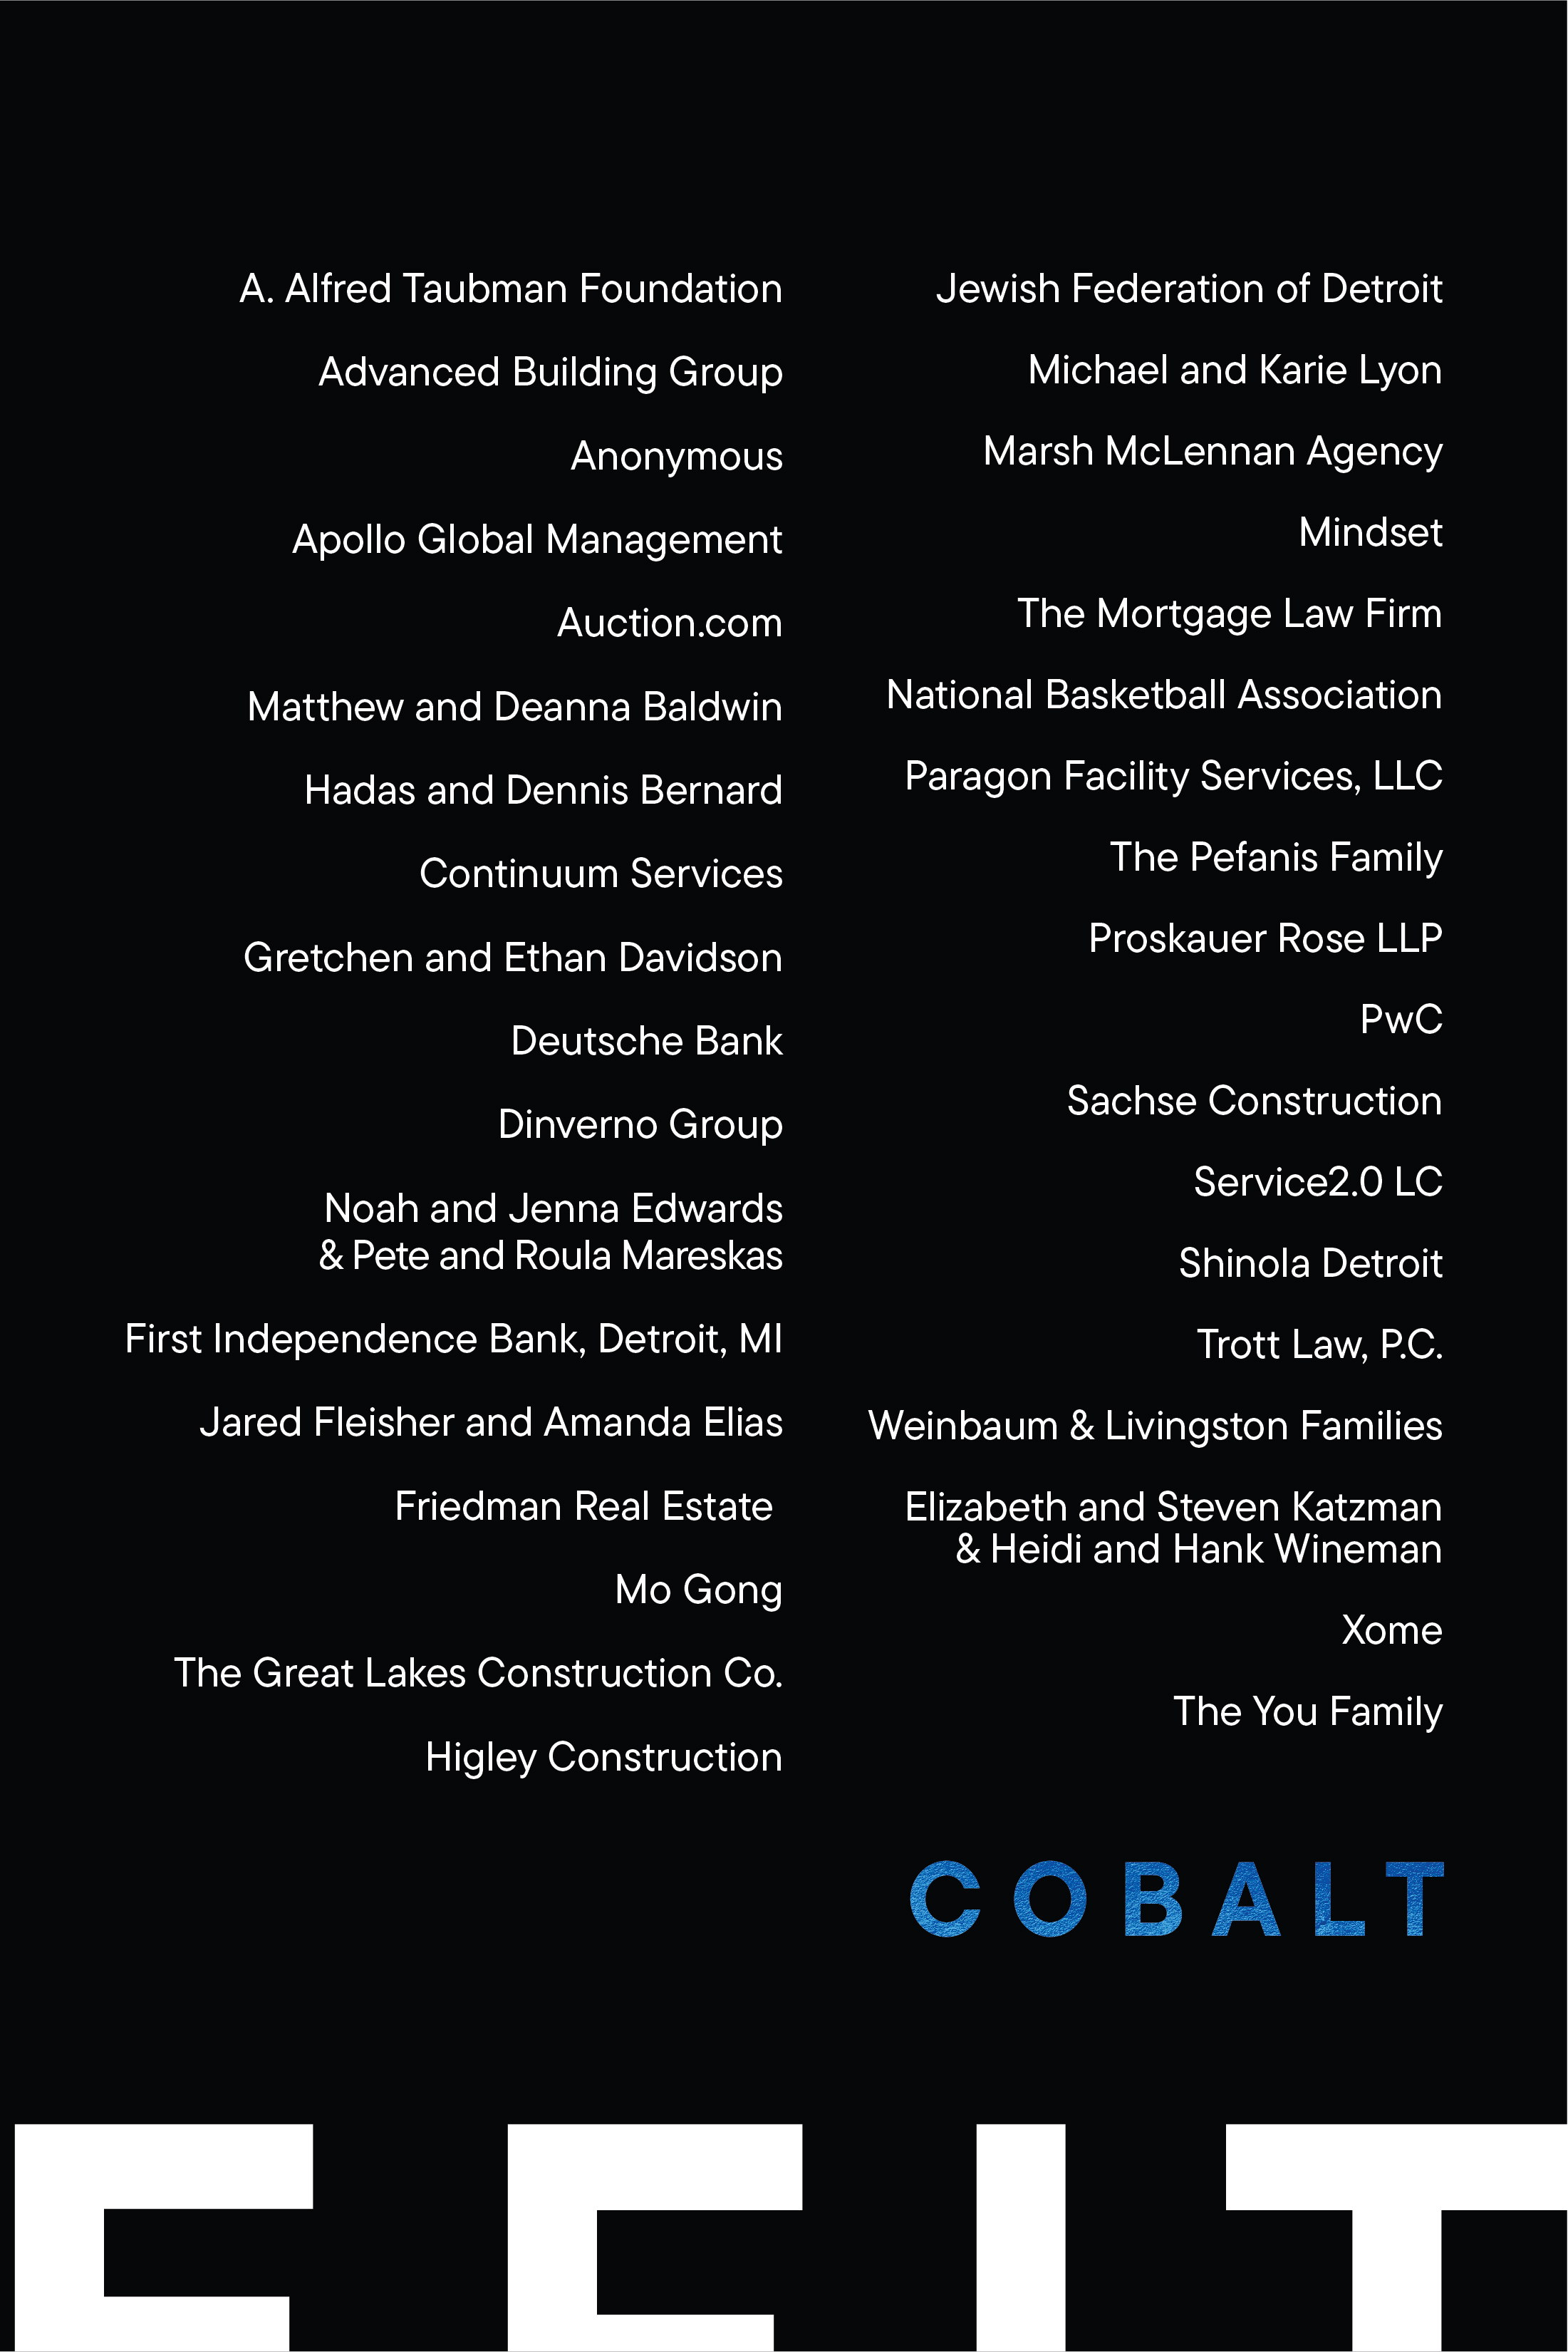 A. Alfred Taubman Foundation
Advanced Building Group
Anonymous
Apollo Global Management
Auction.com
Matthew and Deanna Baldwin
Hadas and Dennis Bernard
Continuum Services
Gretchen and Ethan Davidson
Deutsche Bank
Dinverno Group
Noah and Jenna Edwards
& Pete and Roula Mareskas
First Independence Bank, Detroit, MI
Jared Fleisher and Amanda Elias
Friedman Real Estate
Mo Gong
The Great Lakes Construction Co.
Higley Construction
Jewish Federation of Detroit
Michael and Karie Lyon
Marsh McLennan Agency
Mindset
The Mortgage Law Firm
National Basketball Association
Paragon Facility Services, LLC
The Pefanis Family
Proskauer Rose LLP
PwC
Sachse Construction
Service2.0 LC
Shinola Detroit
Trott Law, P.C.
Weinbaum & Livingston Families
Elizabeth and Steven Katzman
& Heidi and Hank Wineman
Xome
The You Family
COBALT